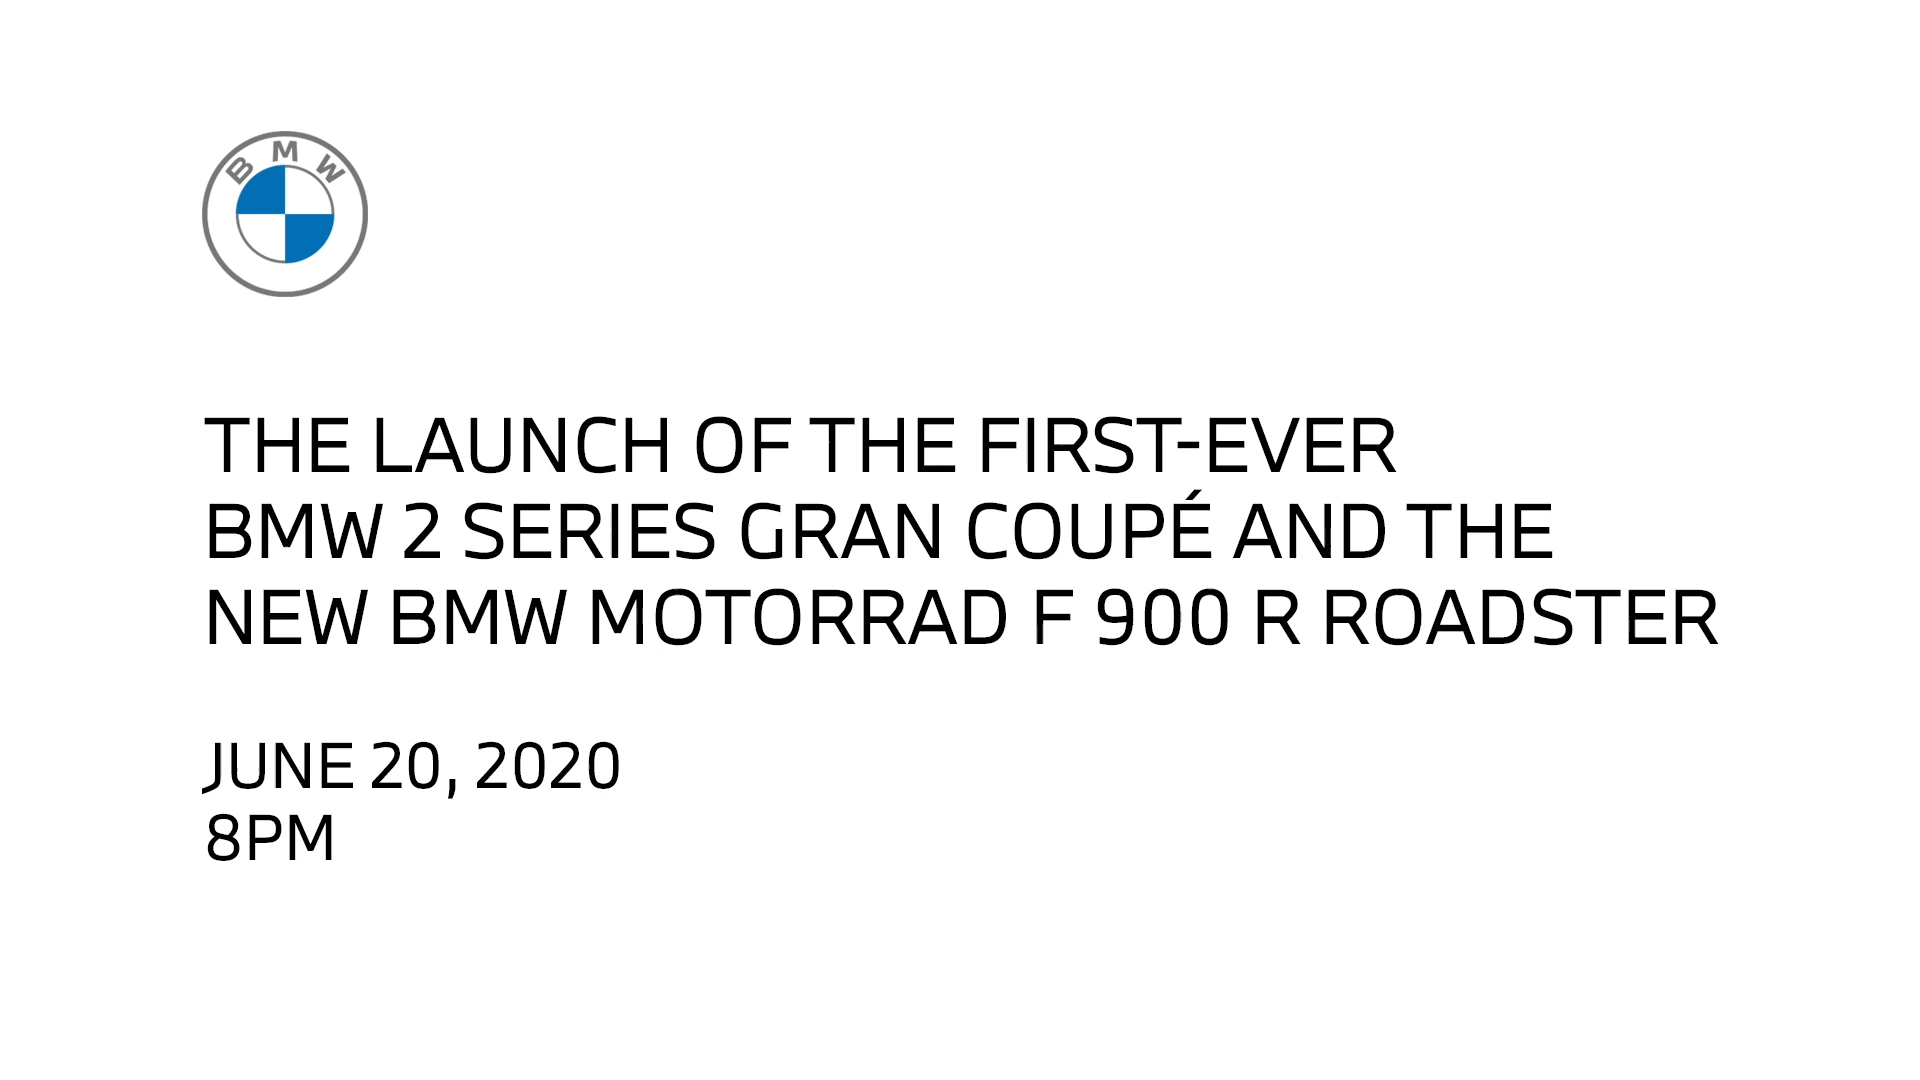 BMW
THE LAUNCH OF THE FIRST-EVER
BMW 2 SERIES GRAN COUPÉ AND THE
NEW BMW MOTORRAD F 900 R ROADSTER
JUNE 20, 2020
8PM